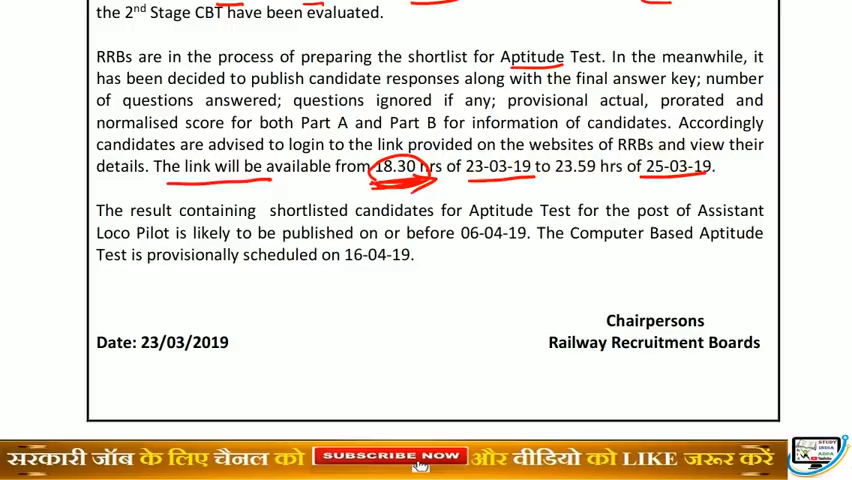 the 2nd Stage CBT have been evaluated.
RRBs are in the process of preparing the shortlist for Aptitude Test. In the meanwhile, it
has been decided to publish candidate responses along with the final answer key; number
of questions answered; questions ignored if any; provisional actual, prorated and
normalised score for both Part A and Part B for information of candidates. Accordingly
candidates are advised to login to the link provided on the websites of RRBs and view their
details. The link will be available from 18.30 hrs of 23-03-19 to 23.59 hrs of 25-03-19.
The result containing shortlisted candidates for Aptitude Test for the post of Assistant
Loco Pilot is likely to be published on or before 06-04-19. The Computer Based Aptitude
Test is provisionally scheduled on 16-04-19.
Chairpersons
Date: 23/03/2019 Railway Recruitment Boards
सरकारी जॉब के लिए चैनल को SUBSCRIBE NOW और वीडियो को LIKE जरूर करें
STUDY
INDIA
ADDA
YouTube